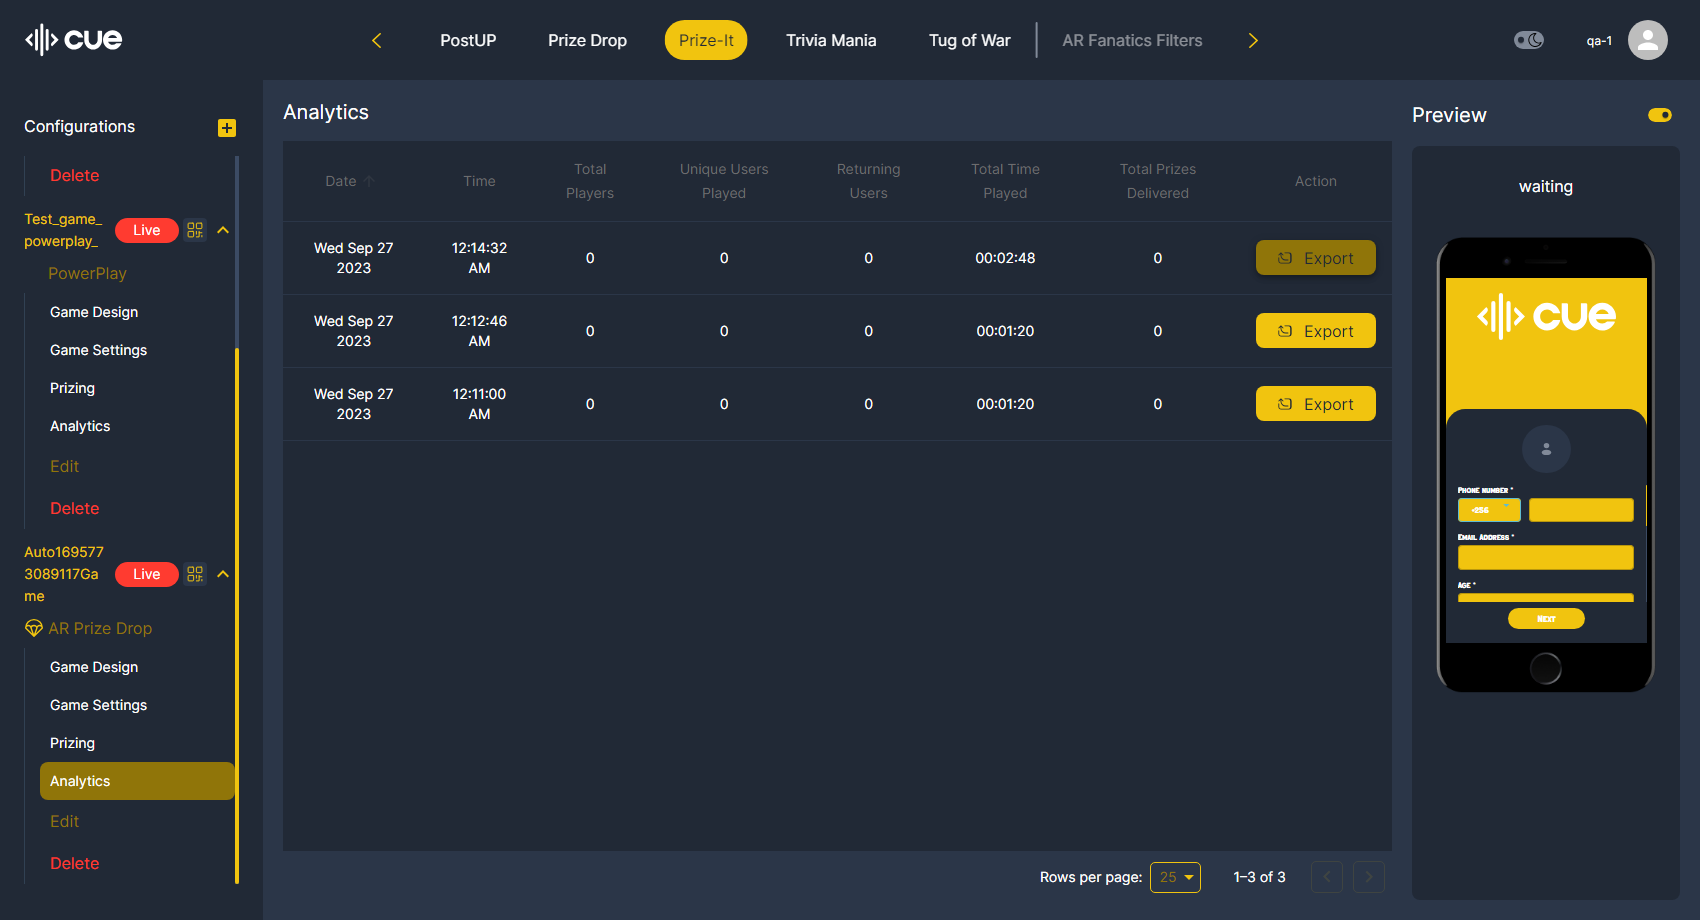 cue
PostUP
Prize Drop
Prize-It
Trivia Mania
Tug of War
AR Fanatics Filters
qa-1
Configurations
Delete
Test_game_
powerplay_
Live
PowerPlay
Game Design
Game Settings
Prizing
Analytics
Edit
Delete
Auto169577
3089117Ga
me
Live
AR Prize Drop
Game Design
Game Settings
Prizing
Analytics
Edit
Delete
Analytics
Date
Time
Total
Players
Unique Users
Played
Returning
Users
Total Time
Played
Total Prizes
Delivered
Action
Wed Sep 27
2023
12:14:32
AM
0
0
0
00:02:48
0
Export
Wed Sep 27
2023
12:12:46
AM
0
0
0
00:01:20
0
Export
Wed Sep 27
2023
12:11:00
AM
0
0
0
00:01:20
0
Export
Rows per page:
25
1–3 of 3
Preview
waiting
cue
Phone number *
+256
Email Address *
Age *
Next